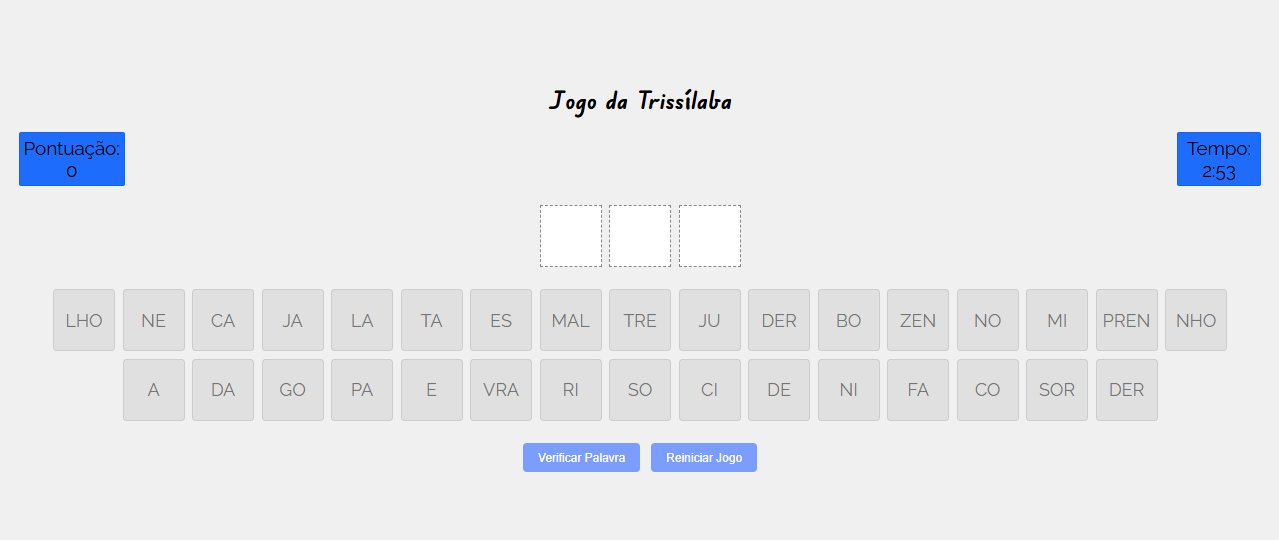 Jogo da Trissílaba
Pontuação:
0
Tempo:
2:53
LHO NE CA JA LA TA ES MAL TRE JU DER BO ZEN NO MI PREN NHO
A DA GO PA E VRA RI SO CI DE NI FA CO SOR DER
Verificar Palavra Reiniciar Jogo